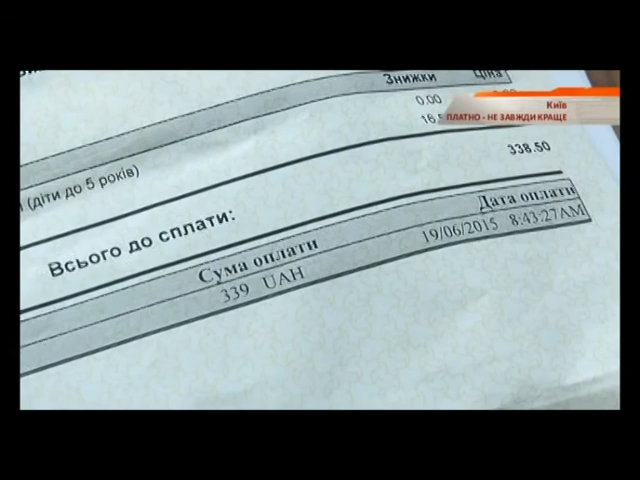 Знижки Ціна
0.00
Київ
ПЛАТНО - НЕ ЗАВЖДИ КРАЩЕ
(діти до 5 років)
338.50
Всього до сплати:
Сума оплати Дата оплати
339 UAH 19/06/2015 8:43:27AM